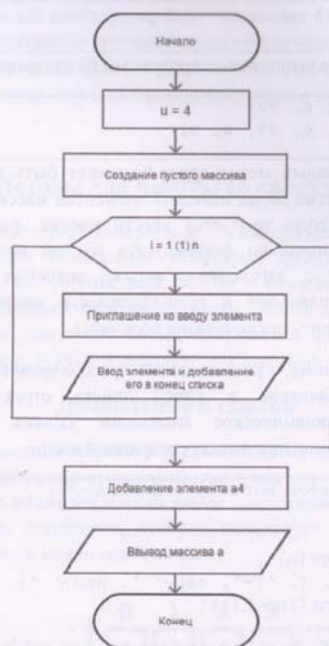 Начало
u = 4
Создание пустого массива
i = 1 (1) n
Приглашение ко вводу элемента
Ввод элемента и добавление
его в конец списка
Добавление элемента a4
Ввывод массива a
Конец